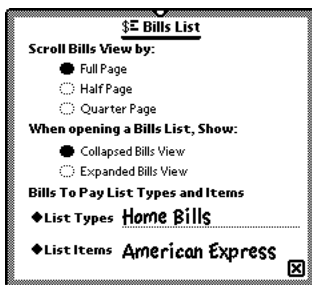 $ Bills List
Scroll Bills View by:
Full Page
Half Page
Quarter Page
When opening a Bills List, Show:
Collapsed Bills View
Expanded Bills View
Bills To Pay List Types and Items
◆List Types Home Bills
◆List Items American Express